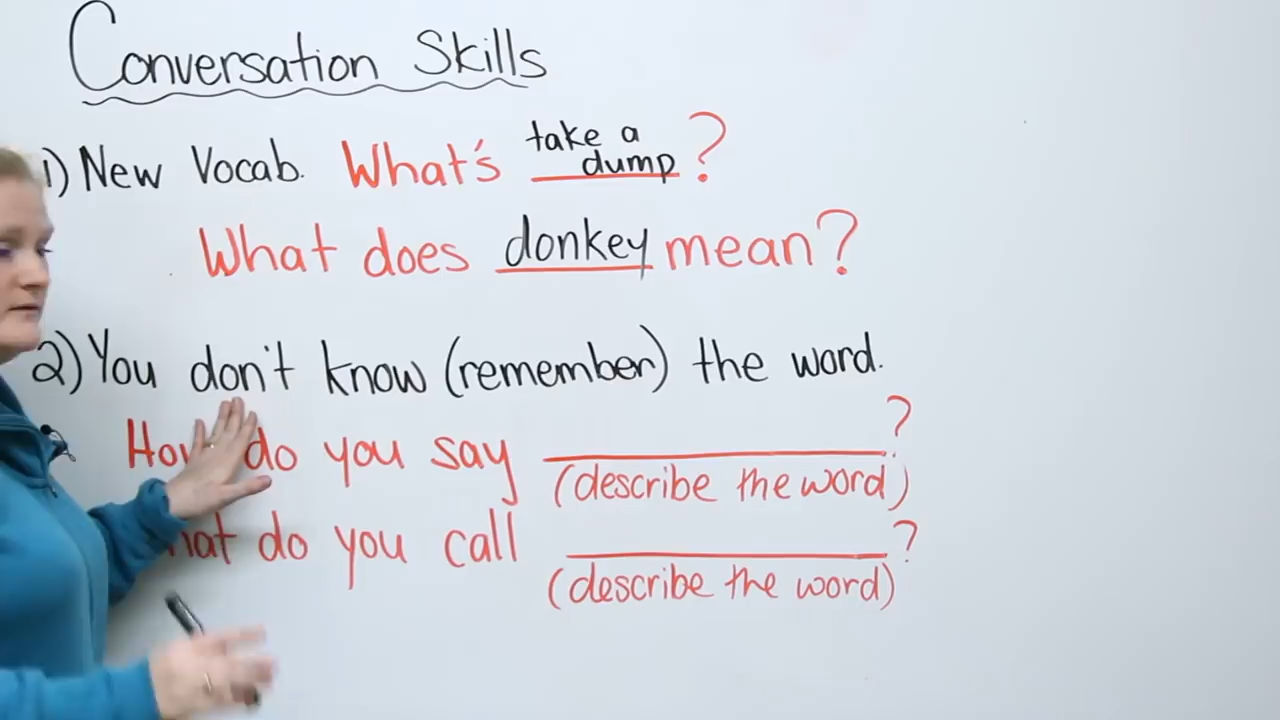 Conversation Skills
1) New Vocab. What's take a dump?
What does donkey mean?
2) You don't know (remember) the word.
How do you say ?
(describe the word)
do you call ?
(describe the word)